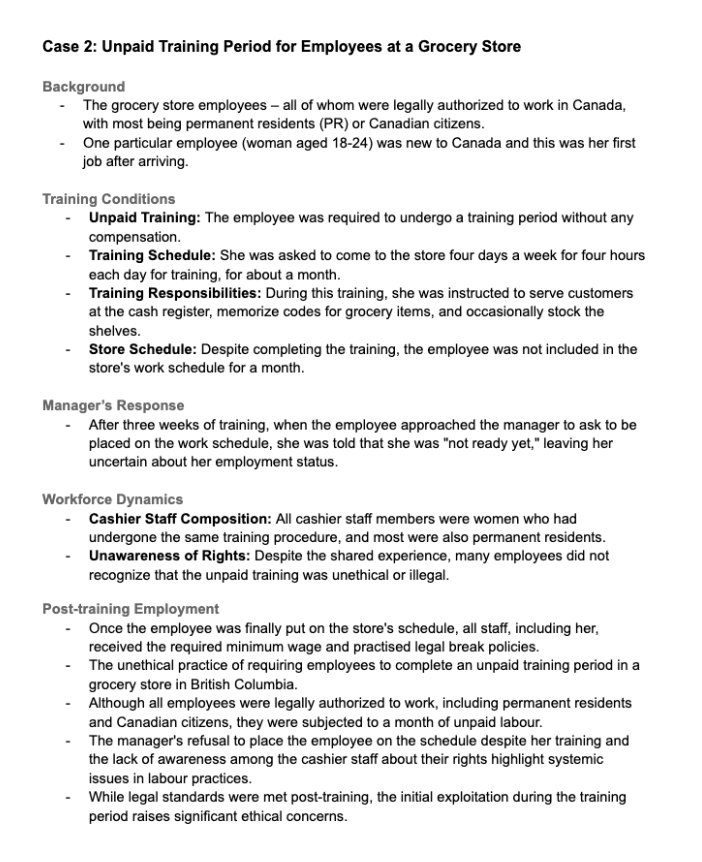 Case 2: Unpaid Training Period for Employees at a Grocery Store
Background
- The grocery store employees – all of whom were legally authorized to work in Canada,
with most being permanent residents (PR) or Canadian citizens.
- One particular employee (woman aged 18-24) was new to Canada and this was her first
job after arriving.
Training Conditions
- Unpaid Training: The employee was required to undergo a training period without any
compensation.
- Training Schedule: She was asked to come to the store four days a week for four hours
each day for training, for about a month.
- Training Responsibilities: During this training, she was instructed to serve customers
at the cash register, memorize codes for grocery items, and occasionally stock the
shelves.
- Store Schedule: Despite completing the training, the employee was not included in the
store's work schedule for a month.
Manager’s Response
- After three weeks of training, when the employee approached the manager to ask to be
placed on the work schedule, she was told that she was "not ready yet," leaving her
uncertain about her employment status.
Workforce Dynamics
- Cashier Staff Composition: All cashier staff members were women who had
undergone the same training procedure, and most were also permanent residents.
- Unawareness of Rights: Despite the shared experience, many employees did not
recognize that the unpaid training was unethical or illegal.
Post-training Employment
- Once the employee was finally put on the store's schedule, all staff, including her,
received the required minimum wage and practised legal break policies.
- The unethical practice of requiring employees to complete an unpaid training period in a
grocery store in British Columbia.
- Although all employees were legally authorized to work, including permanent residents
and Canadian citizens, they were subjected to a month of unpaid labour.
- The manager's refusal to place the employee on the schedule despite her training and
the lack of awareness among the cashier staff about their rights highlight systemic
issues in labour practices.
- While legal standards were met post-training, the initial exploitation during the training
period raises significant ethical concerns.